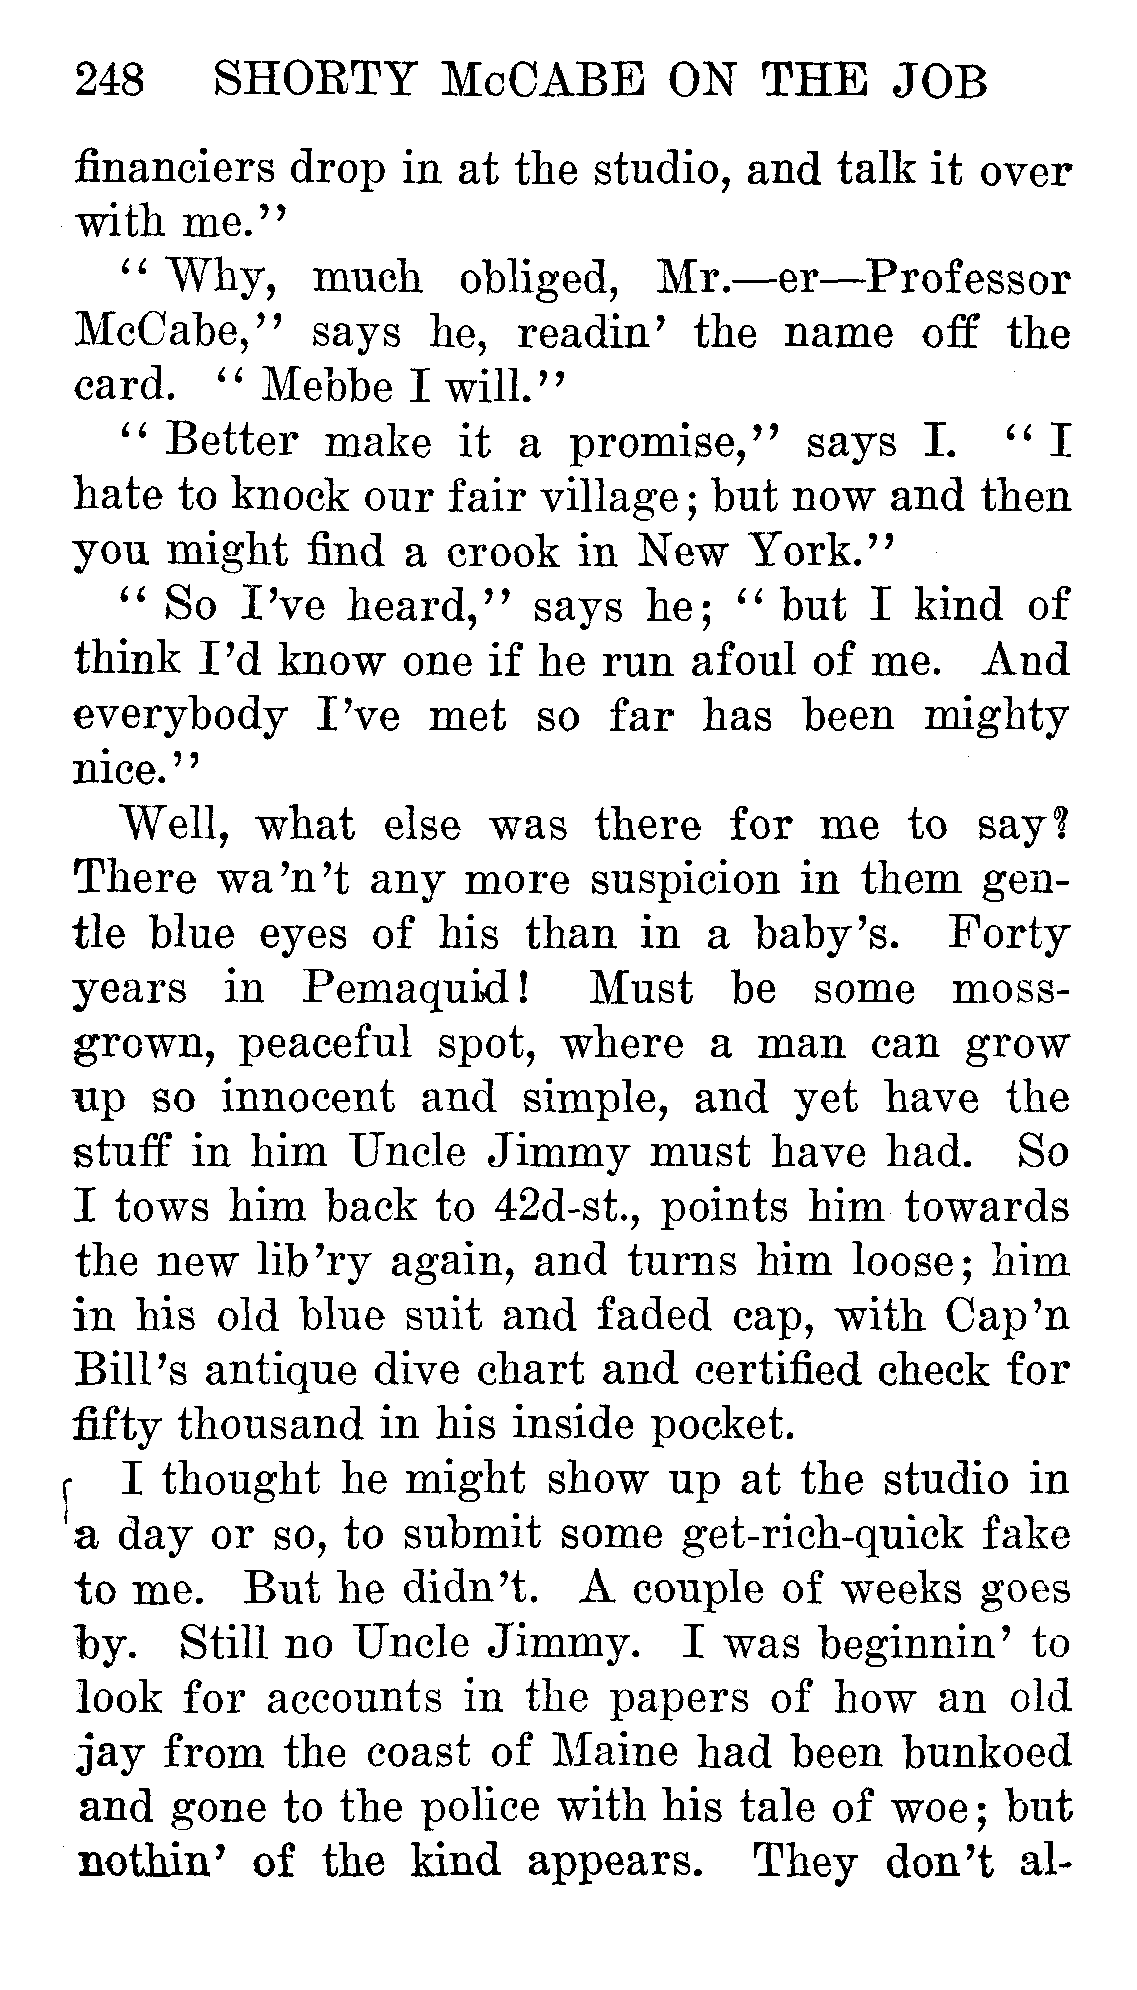 248 SHORTY McCABE ON THE JOB
financiers drop in at the studio, and talk it over
with me.”
“ Why, much obliged, Mr.—er—Professor
McCabe,” says he, readin’ the name off the
card. “ Mebbe I will.”
“ Better make it a promise,” says I. “ I
hate to knock our fair village; but now and then
you might find a crook in New York.”
“ So I’ve heard,” says he; “ but I kind of
think I’d know one if he run afoul of me. And
everybody I’ve met so far has been mighty
nice.”
Well, what else was there for me to say?
There wa’n’t any more suspicion in them gen-
tle blue eyes of his than in a baby’s. Forty
years in Pemaquid! Must be some moss-
grown, peaceful spot, where a man can grow
up so innocent and simple, and yet have the
stuff in him Uncle Jimmy must have had. So
I tows him back to 42d-st., points him towards
the new lib’ry again, and turns him loose; him
in his old blue suit and faded cap, with Cap’n
Bill’s antique dive chart and certified check for
fifty thousand in his inside pocket.
I thought he might show up at the studio in
a day or so, to submit some get-rich-quick fake
to me. But he didn’t. A couple of weeks goes
by. Still no Uncle Jimmy. I was beginnin’ to
look for accounts in the papers of how an old
jay from the coast of Maine had been bunkoed
and gone to the police with his tale of woe; but
nothin’ of the kind appears. They don’t al-